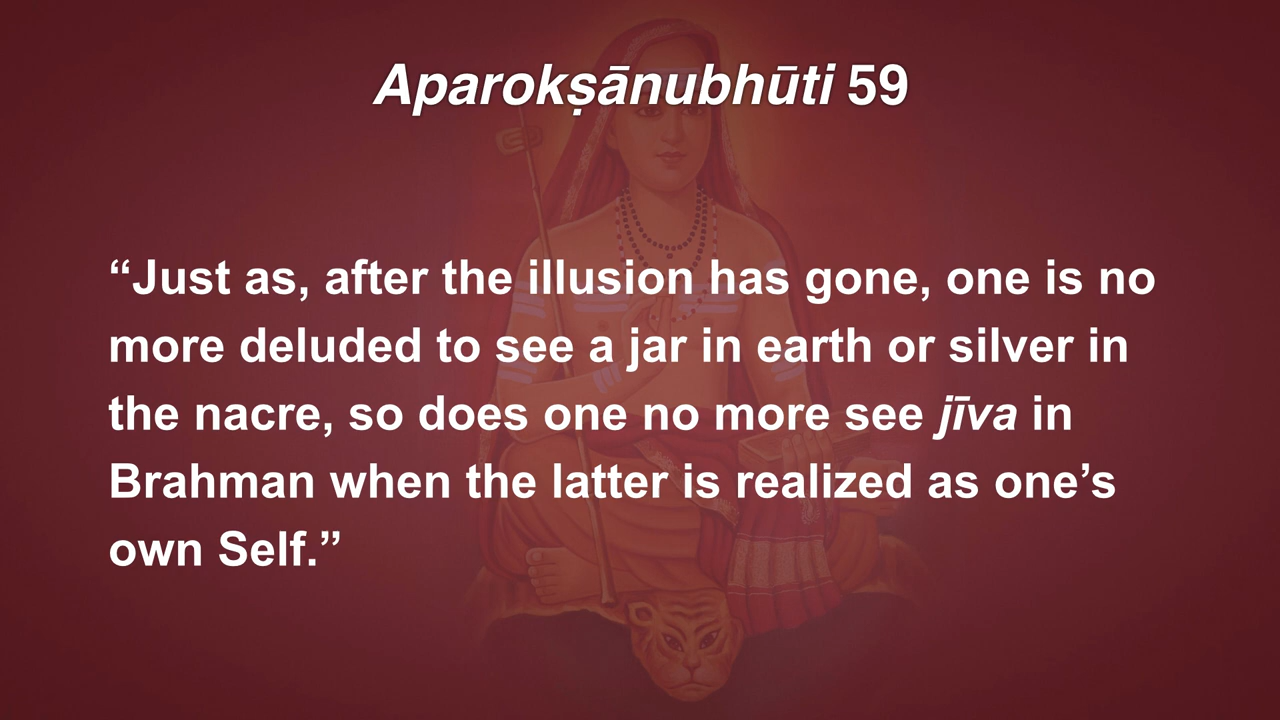 Aparokṣānubhūti 59
“Just as, after the illusion has gone, one is no
more deluded to see a jar in earth or silver in
the nacre, so does one no more see jīva in
Brahman when the latter is realized as one’s
own Self.”